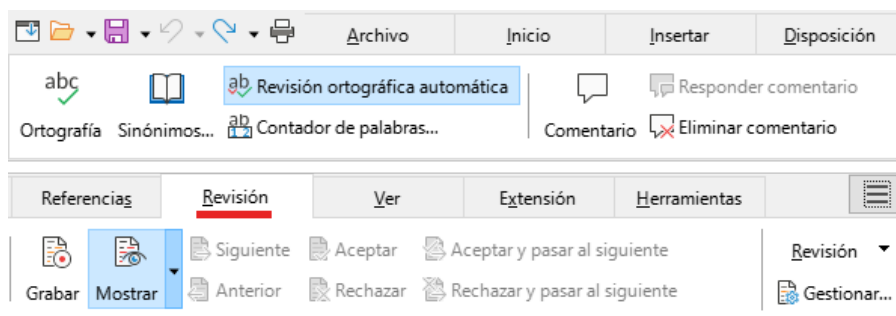 Archivo Inicio Insertar Disposición
abc ab Revisión ortográfica automática Responder comentario
Ortografía Sinónimos... ab 12 Contador de palabras... Comentario Eliminar comentario
Referencias Revisión Ver Extensión Herramientas
Siguiente Aceptar Aceptar y pasar al siguiente Revisión
Grabar Mostrar Anterior Rechazar Rechazar y pasar al siguiente Gestionar...